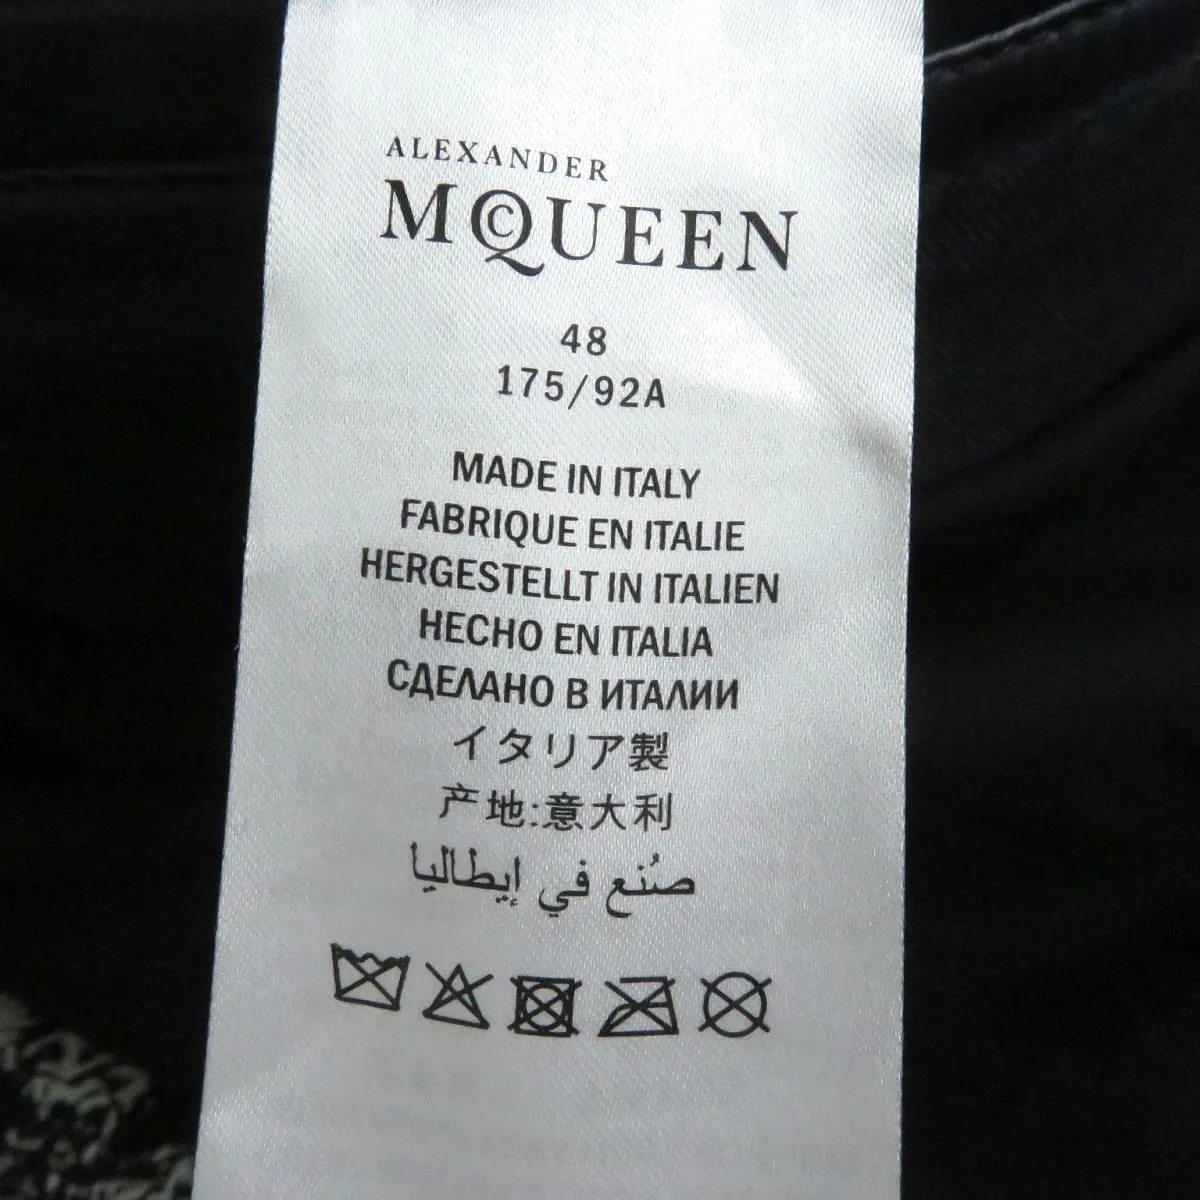 ALEXANDER
McQUEEN
48
175/92A
MADE IN ITALY
FABRIQUE EN ITALIE
HERGESTELLT IN ITALIEN
HECHO EN ITALIA
СДЕЛАНО В ИТАЛИИ
イタリア製
产地:意大利
صُنع في إيطاليا